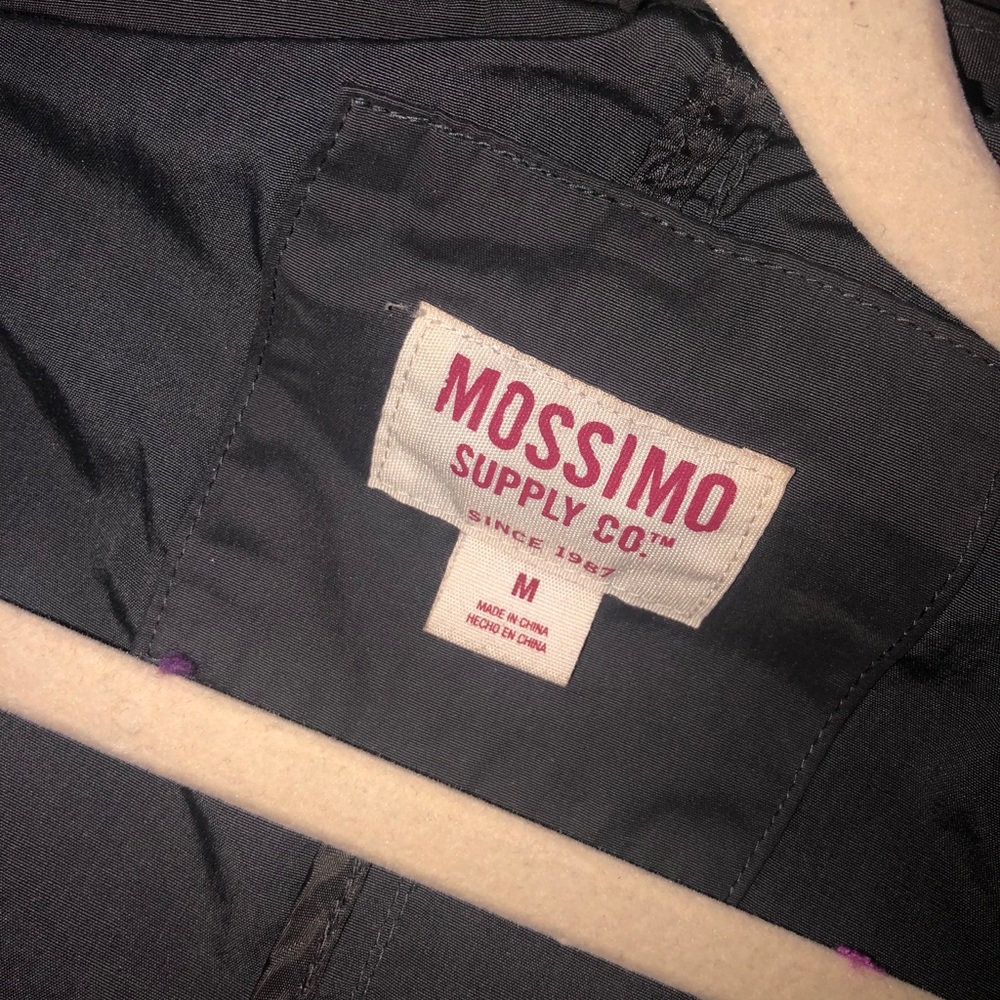 MOSSIMO
SUPPLY CO.™
SINCE 1987
M
MADE IN CHINA
HECHO EN CHINA